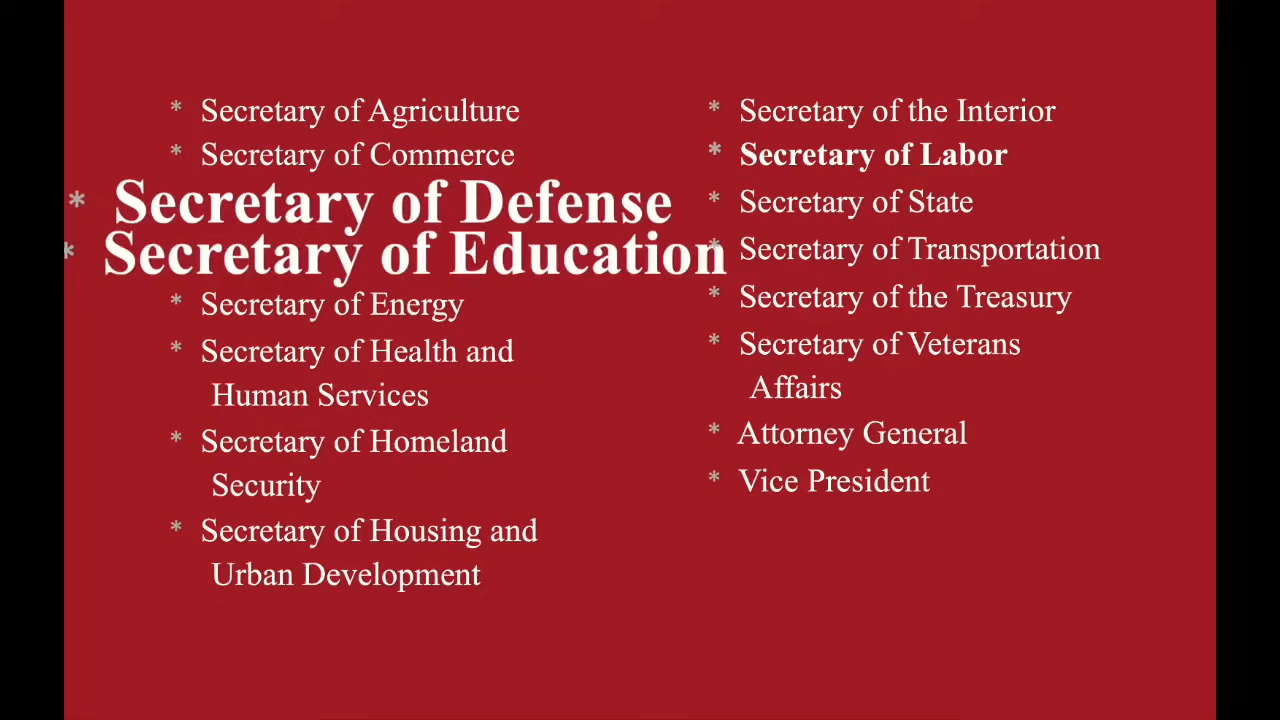 * Secretary of Agriculture
* Secretary of Commerce
* Secretary of Defense
* Secretary of Education
* Secretary of Energy
* Secretary of Health and
Human Services
* Secretary of Homeland
Security
* Secretary of Housing and
Urban Development
* Secretary of the Interior
* Secretary of Labor
* Secretary of State
* Secretary of Transportation
* Secretary of the Treasury
* Secretary of Veterans
Affairs
* Attorney General
* Vice President